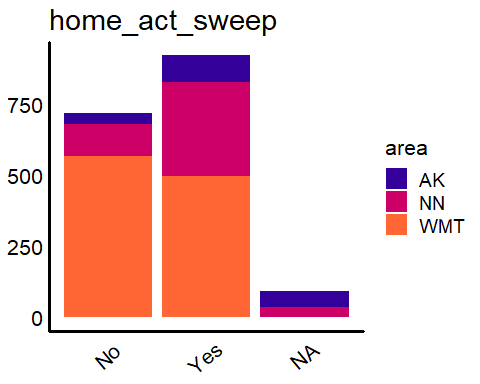 home_act_sweep
750
500
250
0
No
Yes
NA
area
AK
NN
WMT